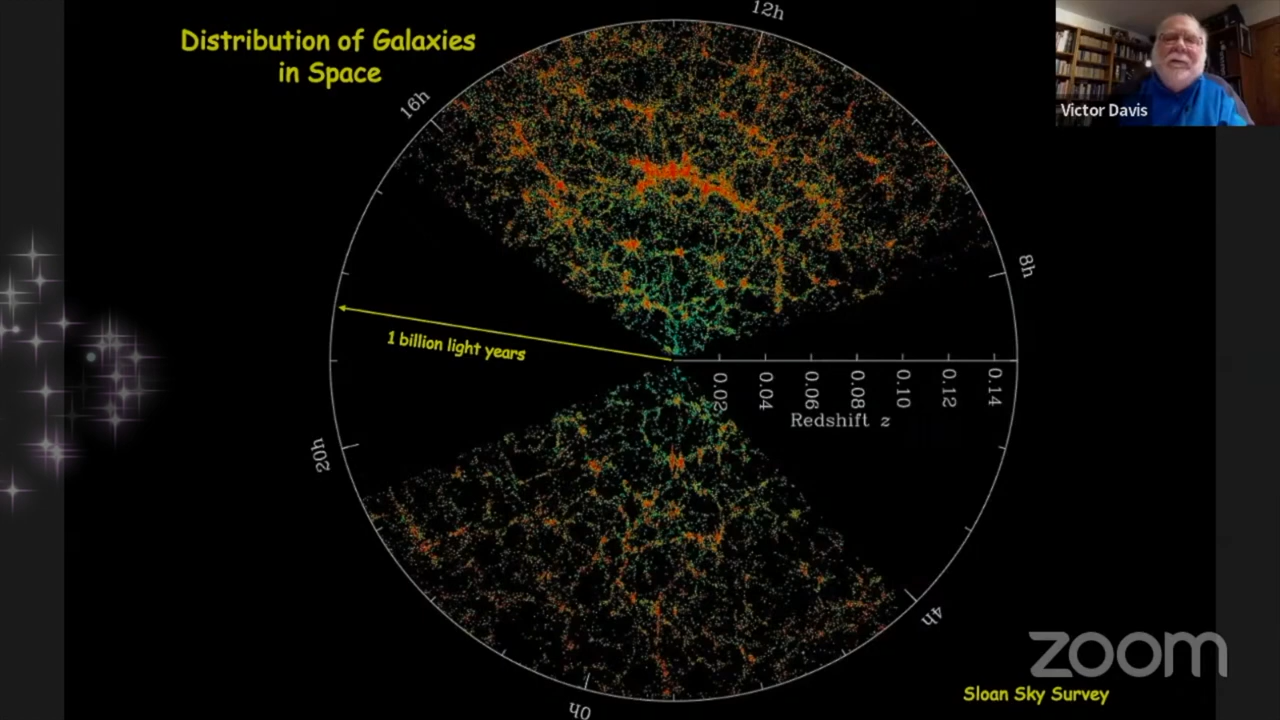 Distribution of Galaxies
in Space
12h
16h
Victor Davis
8h
1 billion light years
0.02
0.04
0.06
0.08
0.10
0.12
0.14
Redshift z
20h
4h
0h
zoom
Sloan Sky Survey